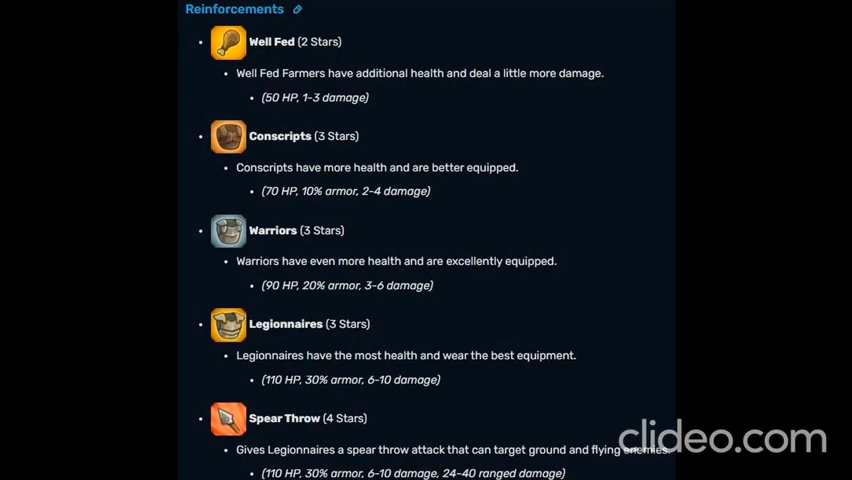 Reinforcements
Well Fed (2 Stars)
Well Fed Farmers have additional health and deal a little more damage.
(50 HP, 1-3 damage)
Conscripts (3 Stars)
Conscripts have more health and are better equipped.
(70 HP, 10% armor, 2-4 damage)
Warriors (3 Stars)
Warriors have even more health and are excellently equipped.
(90 HP, 20% armor, 3-6 damage)
Legionnaires (3 Stars)
Legionnaires have the most health and wear the best equipment.
(110 HP, 30% armor, 6-10 damage)
Spear Throw (4 Stars)
Gives Legionnaires a spear throw attack that can target ground and flying enemies.
(110 HP, 30% armor, 6-10 damage, 24-40 ranged damage)
clideo.com